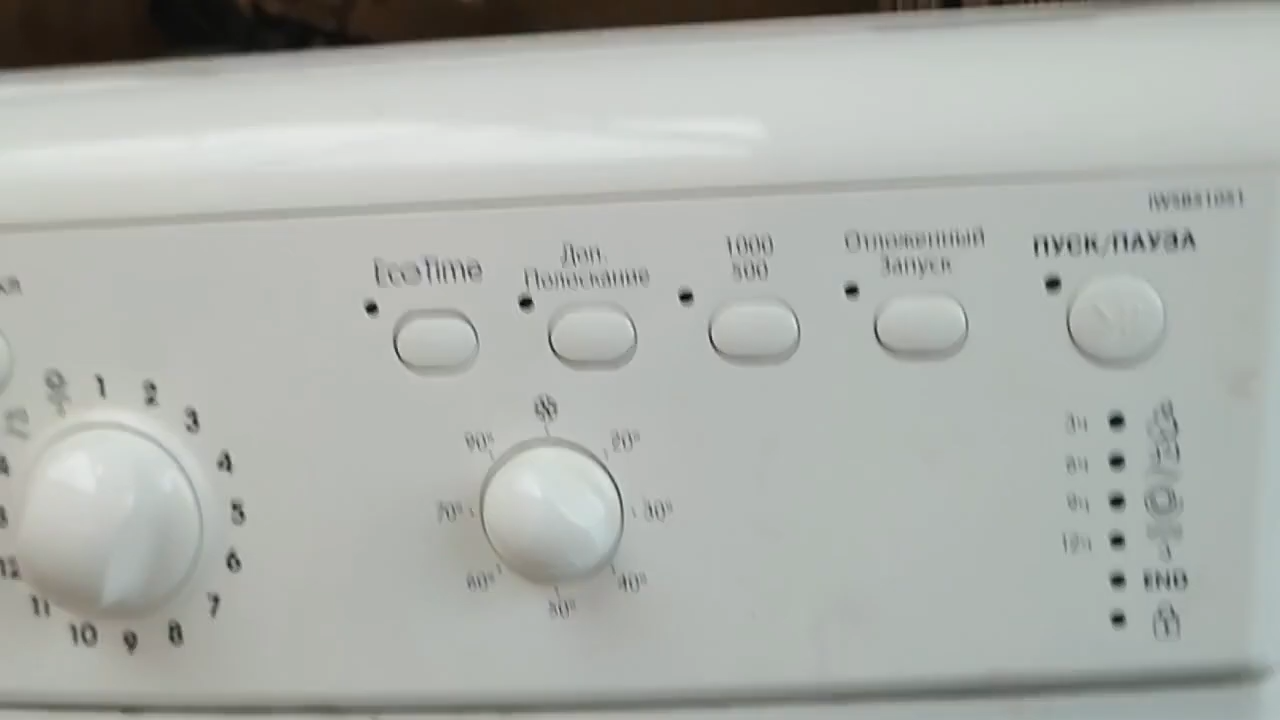 IWSB51051
EcoTime
Доп.
Полоскание
1000
500
Отложенный
Запуск
ПУСК/ПАУЗА
1
2
3
4
5
6
7
8
9
10
11
12
20°
30°
40°
50°
60°
70°
90°
3ч
6ч
9ч
12ч
END